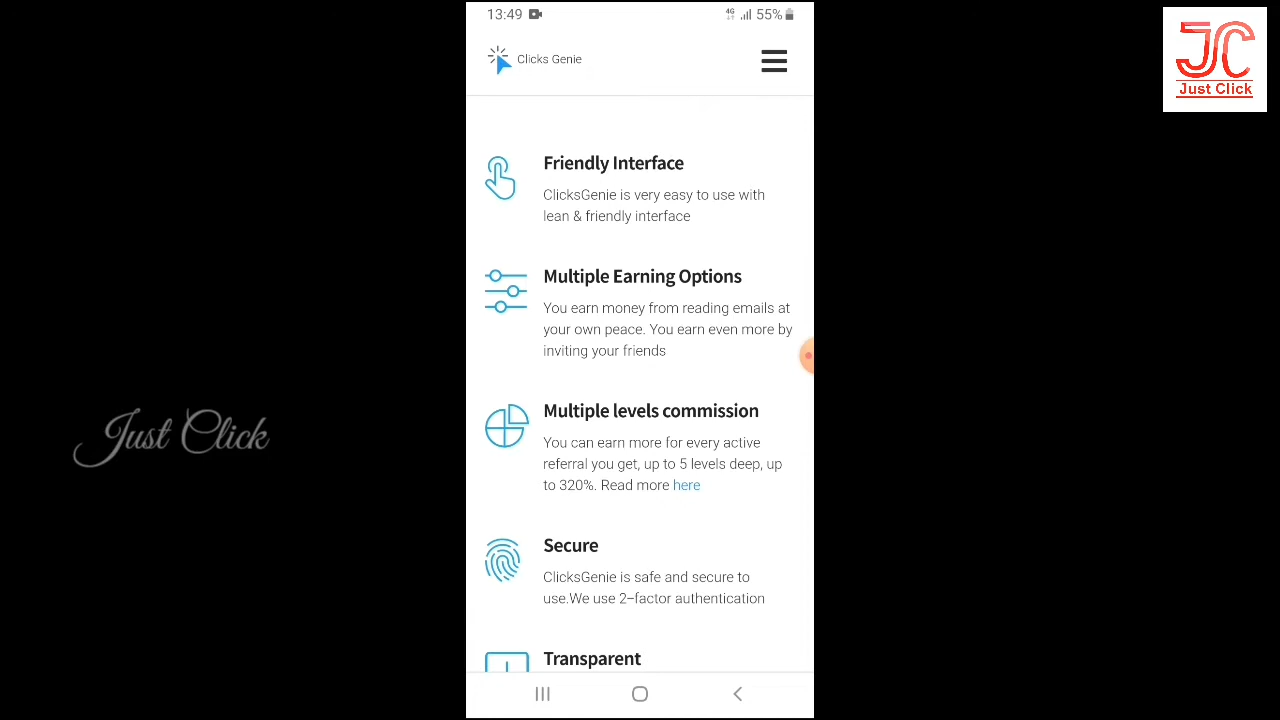 13:49
4G
55%
Clicks Genie
JC
Just Click
Friendly Interface
ClicksGenie is very easy to use with
lean & friendly interface
Multiple Earning Options
You earn money from reading emails at
your own peace. You earn even more by
inviting your friends
Multiple levels commission
You can earn more for every active
referral you get, up to 5 levels deep, up
to 320%. Read more here
Just Click
Secure
ClicksGenie is safe and secure to
use.We use 2-factor authentication
Transparent